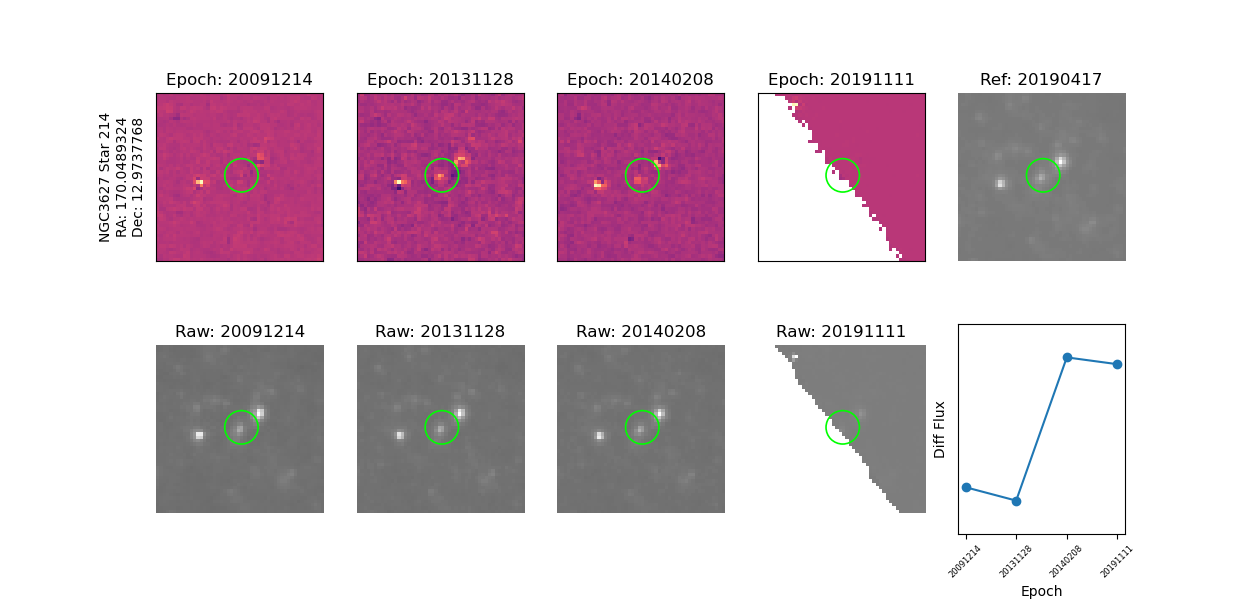 NGC3627 Star 214
RA: 170.0489324
Dec: 12.9737768
Epoch: 20091214
Epoch: 20131128
Epoch: 20140208
Epoch: 20191111
Ref: 20190417
Raw: 20091214
Raw: 20131128
Raw: 20140208
Raw: 20191111
Diff Flux
20091214
20131128
20140208
20191111
Epoch